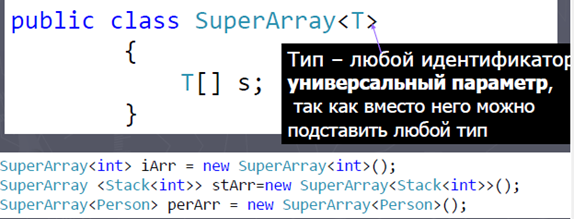 public class SuperArray<T>
{
T[] s;
}
Тип – любой идентификатор
универсальный параметр,
так как вместо него можно
подставить любой тип
SuperArray<int> iArr = new SuperArray<int>();
SuperArray <Stack<int>> stArr=new SuperArray<Stack<int>>();
SuperArray<Person> perArr = new SuperArray<Person>();